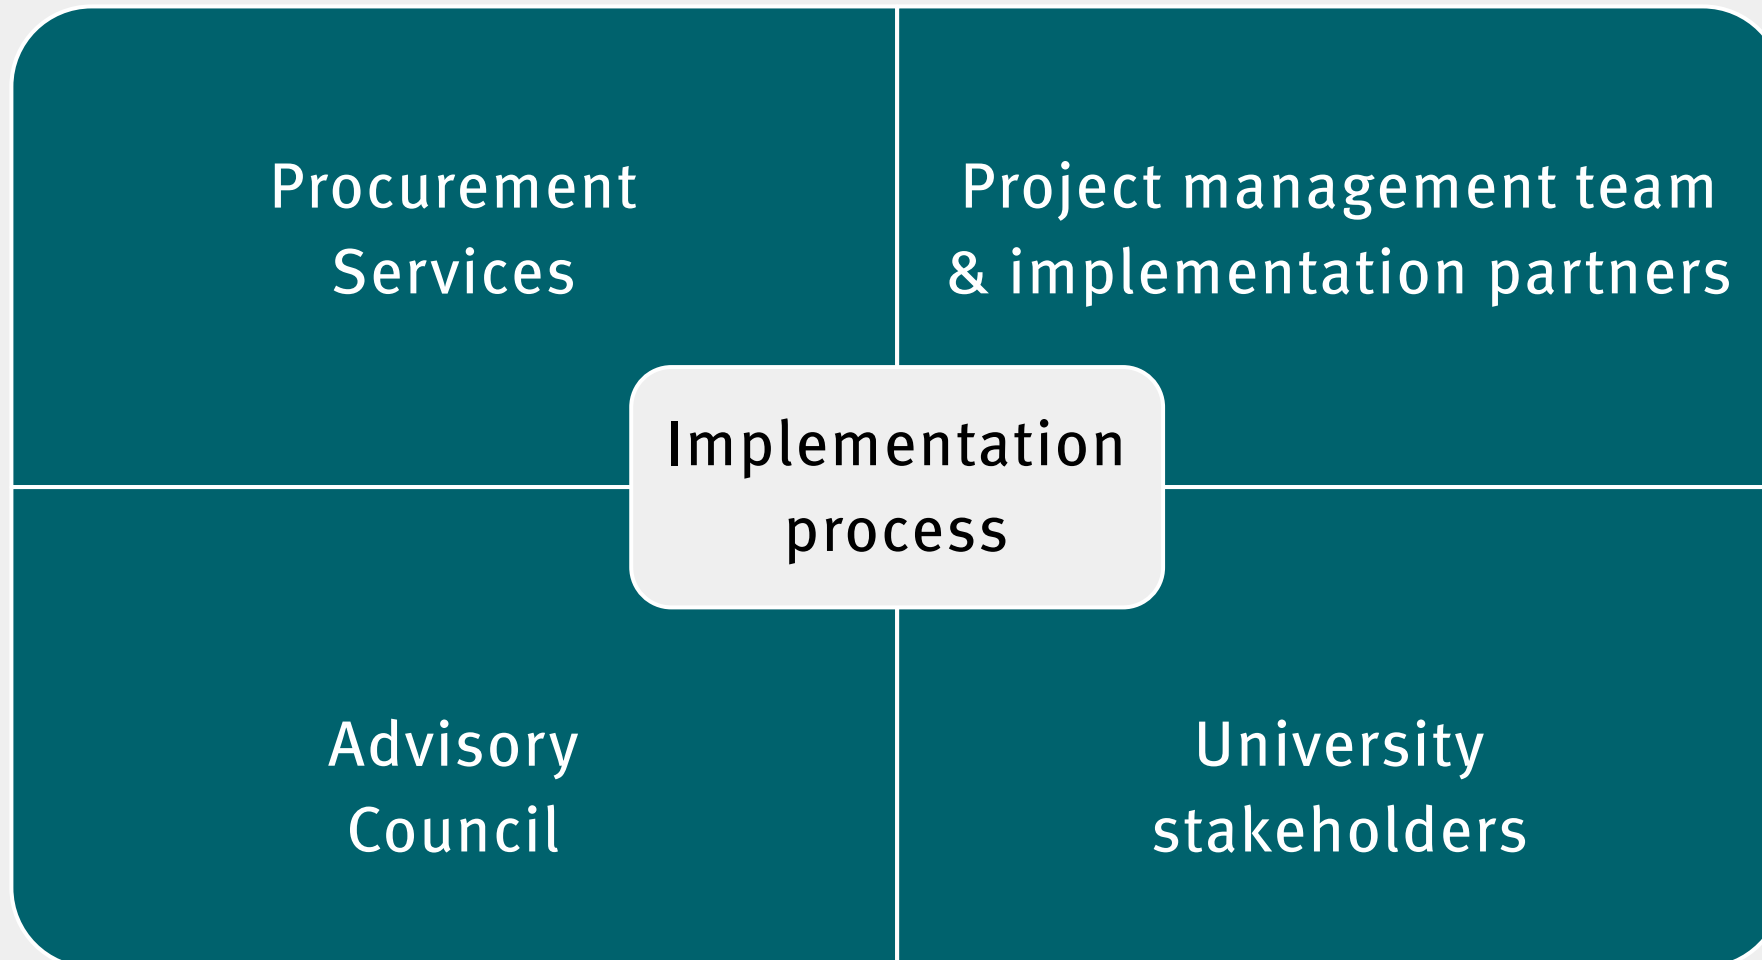 Procurement
Services
Project management team
& implementation partners
Implementation
process
Advisory
Council
University
stakeholders